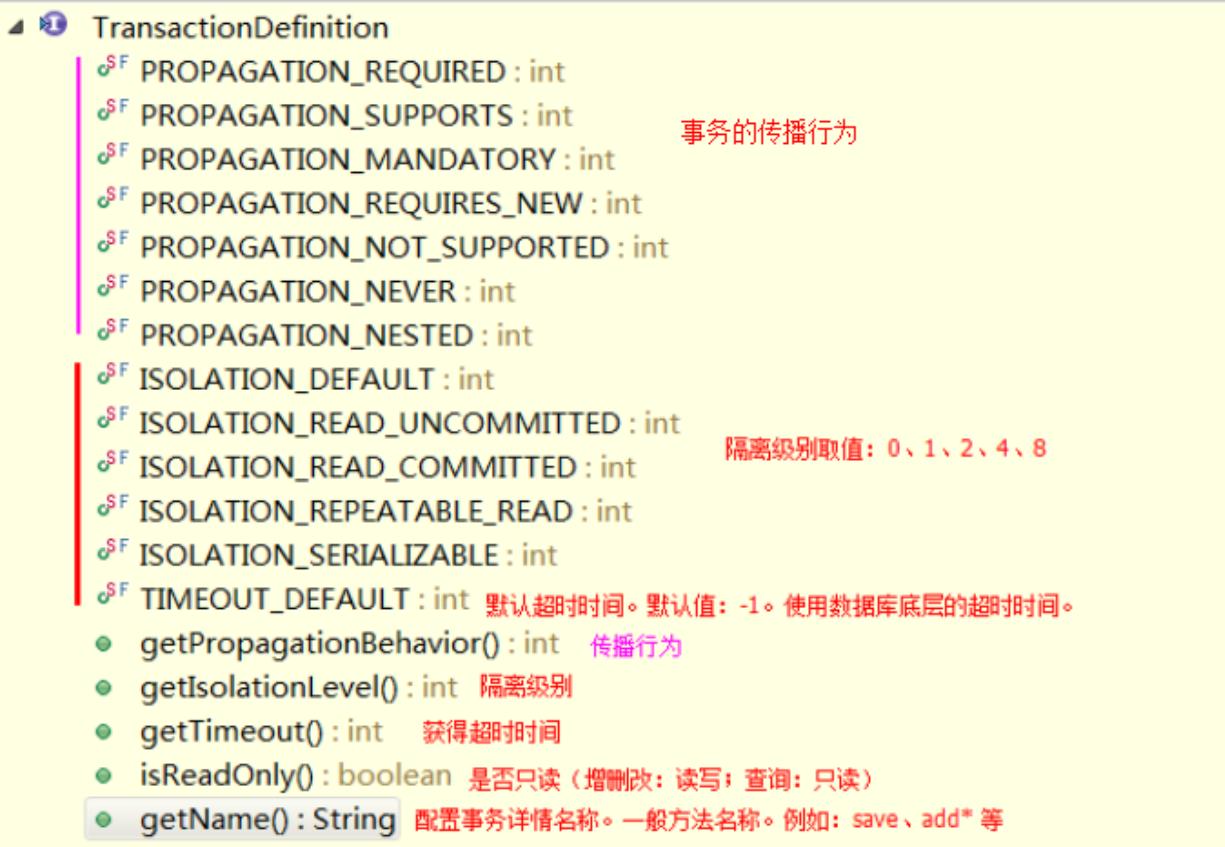 TransactionDefinition
PROPAGATION_REQUIRED : int
PROPAGATION_SUPPORTS : int
事务的传播行为
PROPAGATION_MANDATORY : int
PROPAGATION_REQUIRES_NEW : int
PROPAGATION_NOT_SUPPORTED : int
PROPAGATION_NEVER : int
PROPAGATION_NESTED : int
ISOLATION_DEFAULT : int
ISOLATION_READ_UNCOMMITTED : int
隔离级别取值：0、1、2、4、8
ISOLATION_READ_COMMITTED : int
ISOLATION_REPEATABLE_READ : int
ISOLATION_SERIALIZABLE : int
TIMEOUT_DEFAULT : int 默认超时时间。默认值：-1。使用数据库底层的超时时间。
getPropagationBehavior() : int 传播行为
getIsolationLevel() : int 隔离级别
getTimeout() : int 获得超时时间
isReadOnly() : boolean 是否只读（增删改：读写；查询：只读）
getName() : String 配置事务详情名称。一般方法名称。例如：save、add* 等